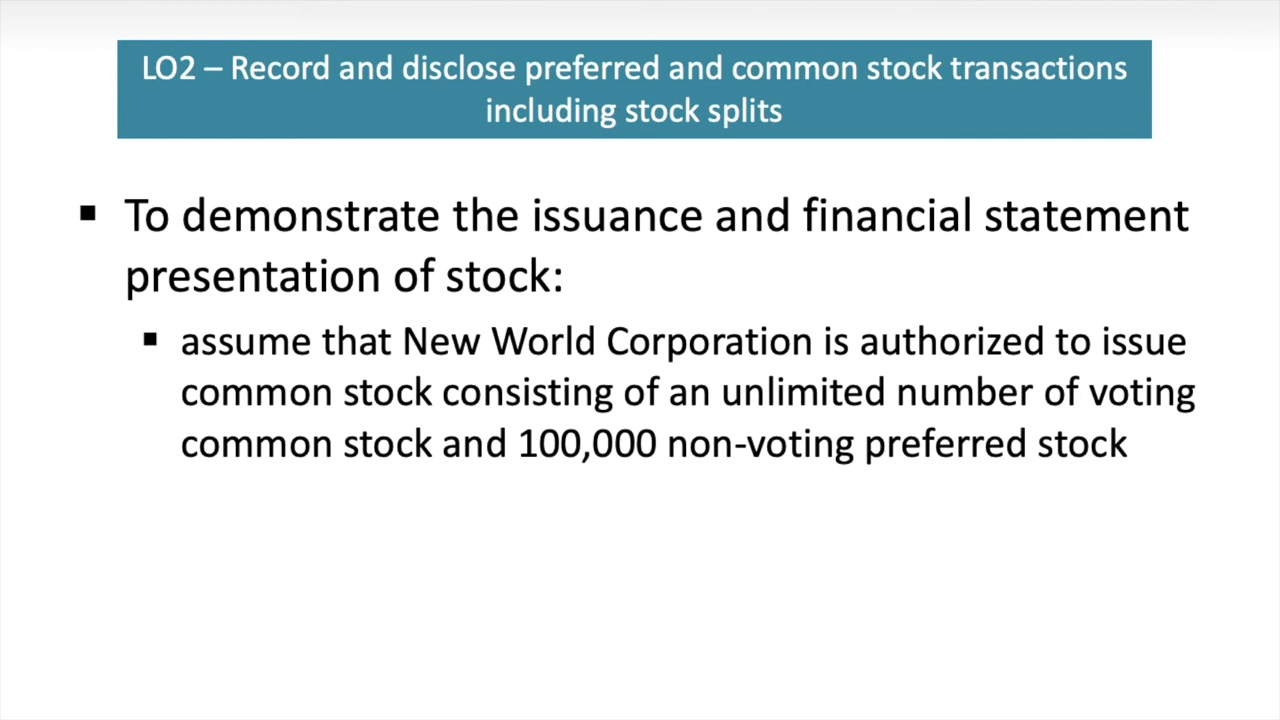 LO2 – Record and disclose preferred and common stock transactions
including stock splits
▪ To demonstrate the issuance and financial statement
presentation of stock:
▪ assume that New World Corporation is authorized to issue
common stock consisting of an unlimited number of voting
common stock and 100,000 non-voting preferred stock